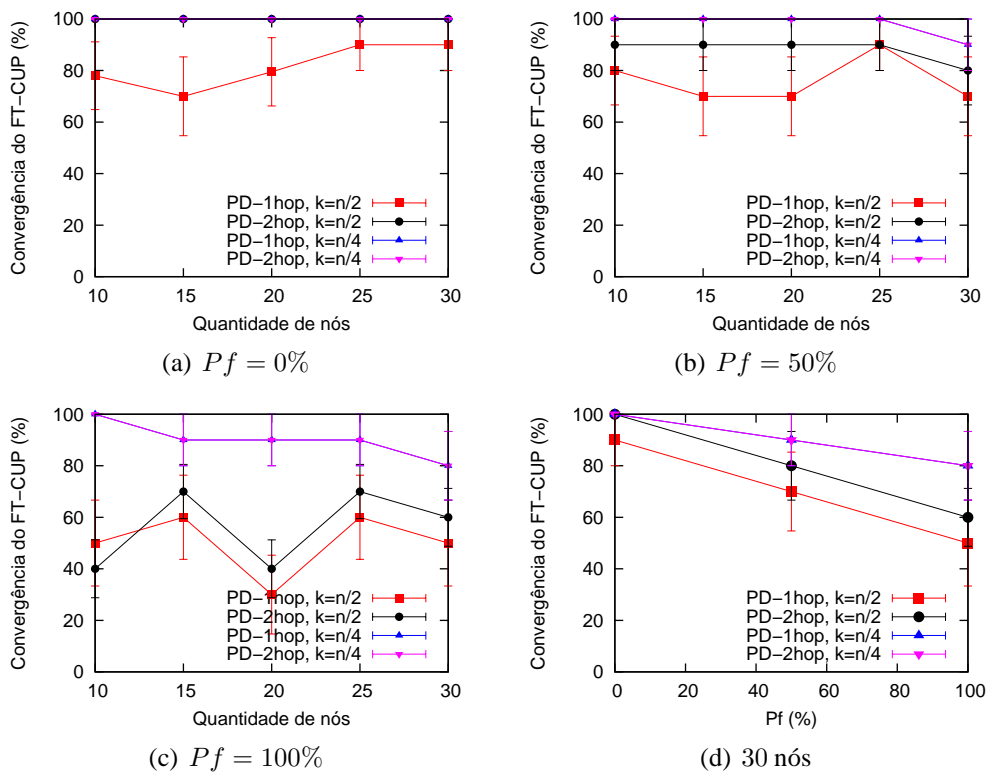 Convergência do FT−CUP (%)
100
80
60
40
20
0
10 15 20 25 30
Quantidade de nós
PD−1hop, k=n/2
PD−2hop, k=n/2
PD−1hop, k=n/4
PD−2hop, k=n/4
(a) Pf = 0%
Convergência do FT−CUP (%)
100
80
60
40
20
0
10 15 20 25 30
Quantidade de nós
PD−1hop, k=n/2
PD−2hop, k=n/2
PD−1hop, k=n/4
PD−2hop, k=n/4
(b) Pf = 50%
Convergência do FT−CUP (%)
100
80
60
40
20
0
10 15 20 25 30
Quantidade de nós
PD−1hop, k=n/2
PD−2hop, k=n/2
PD−1hop, k=n/4
PD−2hop, k=n/4
(c) Pf = 100%
Convergência do FT−CUP (%)
100
80
60
40
20
0
0 20 40 60 80 100
Pf (%)
PD−1hop, k=n/2
PD−2hop, k=n/2
PD−1hop, k=n/4
PD−2hop, k=n/4
(d) 30 nós